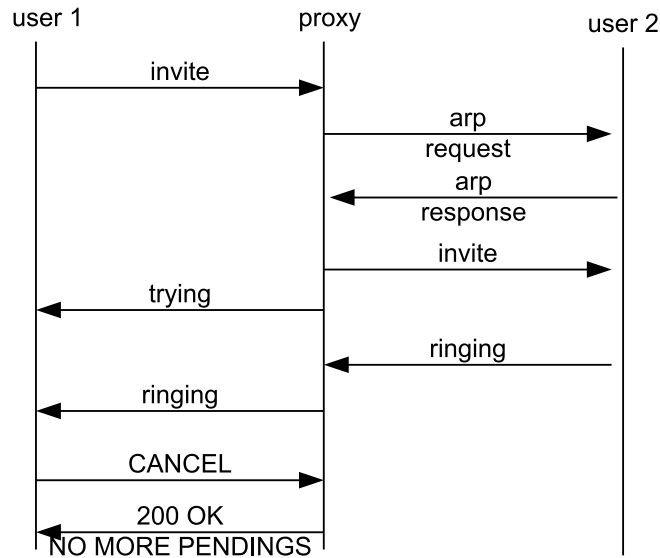 user 1
proxy
user 2
invite
arp
request
arp
response
invite
trying
ringing
ringing
CANCEL
200 OK
NO MORE PENDINGS